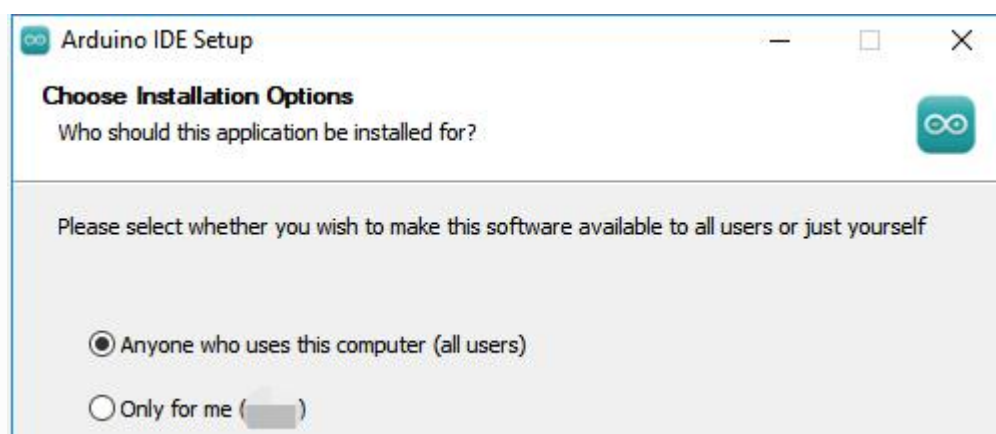 Arduino IDE Setup
Choose Installation Options
Who should this application be installed for?
Please select whether you wish to make this software available to all users or just yourself
Anyone who uses this computer (all users)
Only for me ( )